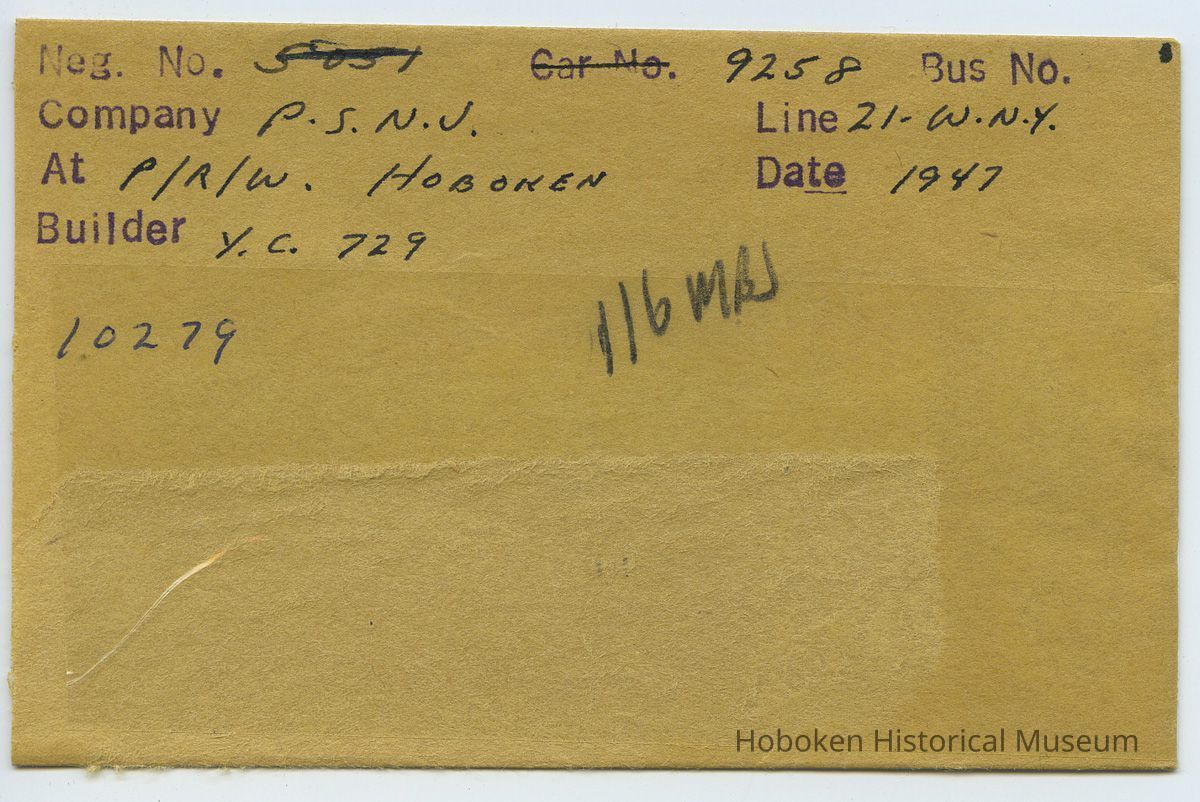 Neg. No. 5051 Car No. 9258 Bus No.
Company P.S.N.J. Line 21-W.N.Y.
At P/R/W. HOBOKEN Date 1947
Builder Y.C. 729
116 MRS
10279
Hoboken Historical Museum